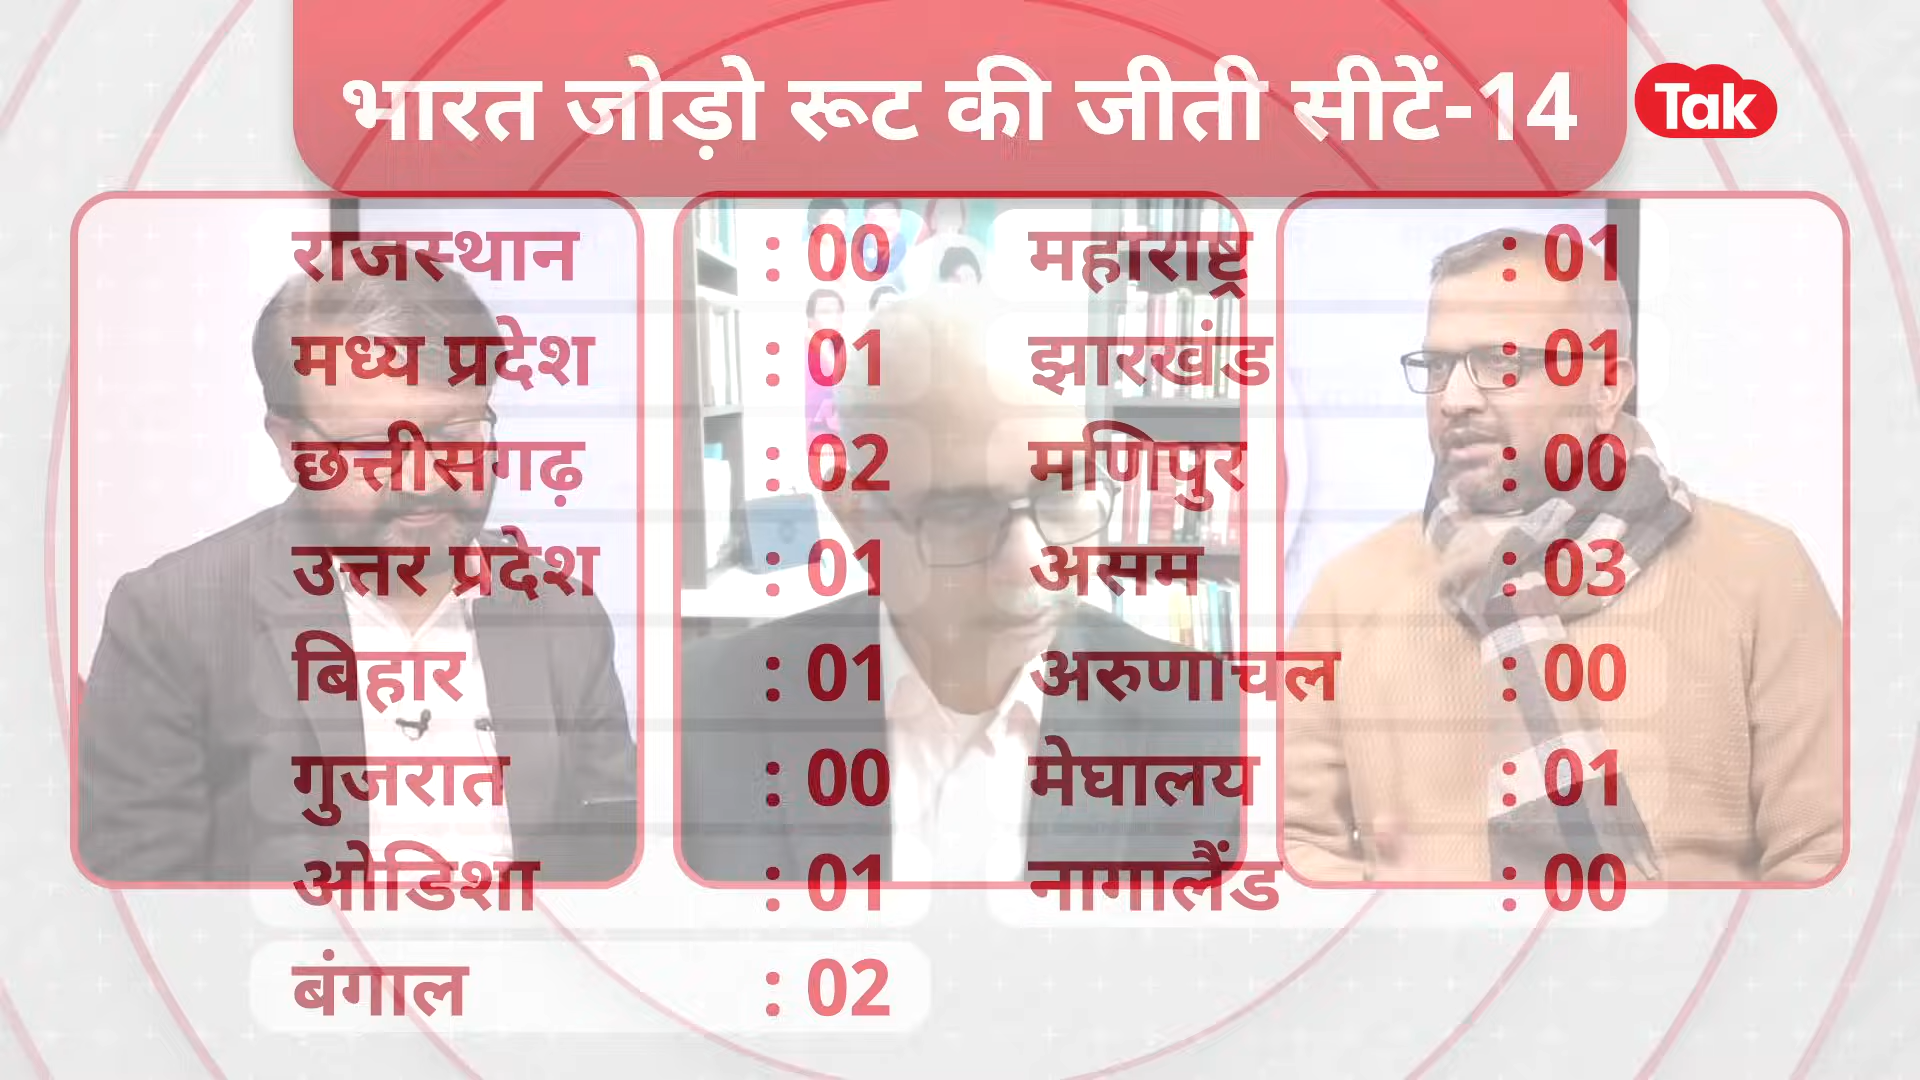 भारत जोड़ो रूट की जीती सीटें-14
Tak
राजस्थान : 00
मध्य प्रदेश : 01
छत्तीसगढ़ : 02
उत्तर प्रदेश : 01
बिहार : 01
गुजरात : 00
ओडिशा : 01
बंगाल : 02
महाराष्ट्र : 01
झारखंड : 01
मणिपुर : 00
असम : 03
अरुणाचल : 00
मेघालय : 01
नागालैंड : 00